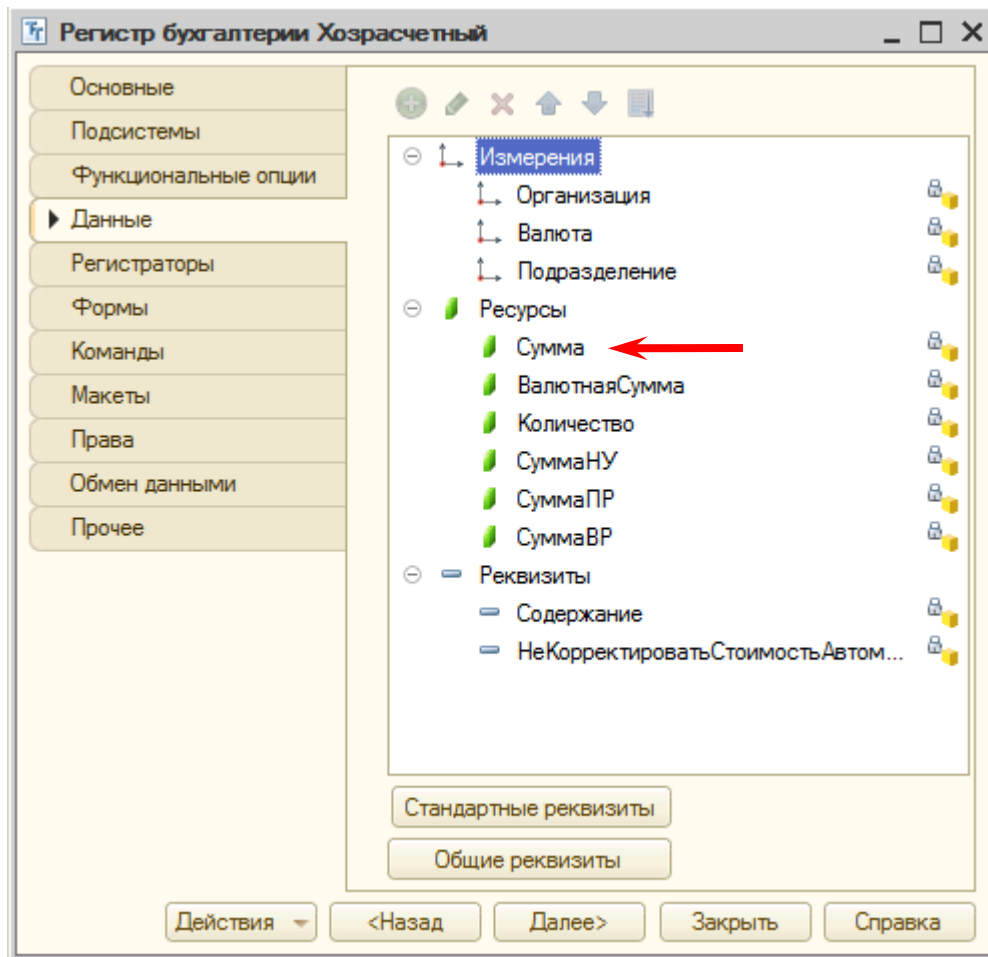 Регистр бухгалтерии Хозрасчетный
Основные
Подсистемы
Функциональные опции
Данные
Регистраторы
Формы
Команды
Макеты
Права
Обмен данными
Прочее
Измерения
Организация
Валюта
Подразделение
Ресурсы
Сумма
ВалютнаяСумма
Количество
СуммаНУ
СуммаПР
СуммаВР
Реквизиты
Содержание
НеКорректироватьСтоимостьАвтом...
Стандартные реквизиты
Общие реквизиты
Действия <Назад Далее> Закрыть Справка